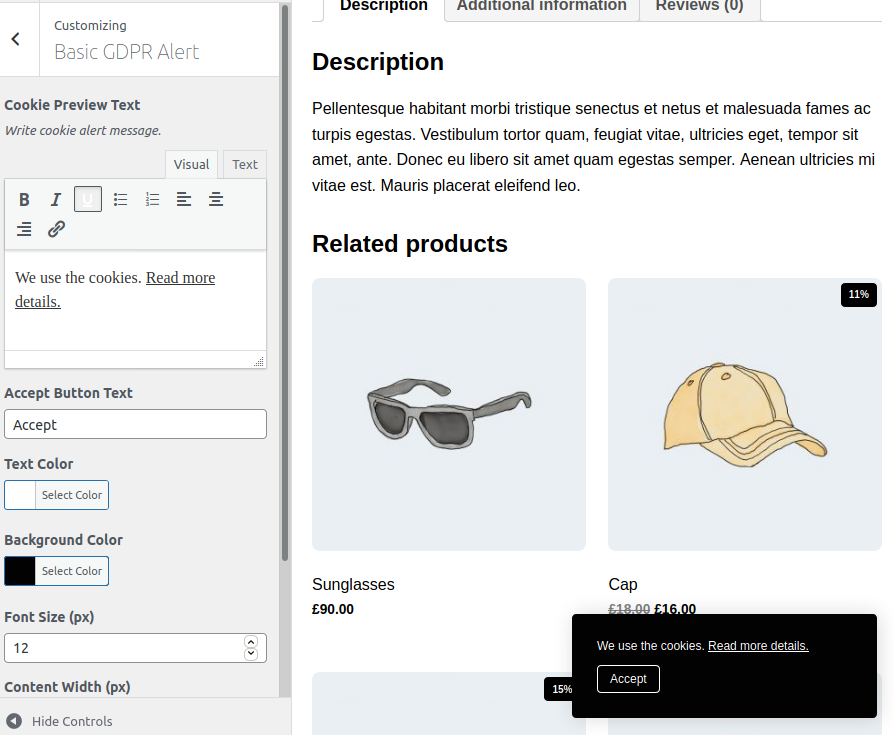 Customizing
Basic GDPR Alert
Cookie Preview Text
Write cookie alert message.
Visual Text
B I U
We use the cookies. Read more
details.
Accept Button Text
Accept
Text Color
Select Color
Background Color
Select Color
Font Size (px)
12
Content Width (px)
Hide Controls
Description Additional information Reviews (0)
Description
Pellentesque habitant morbi tristique senectus et netus et malesuada fames ac
turpis egestas. Vestibulum tortor quam, feugiat vitae, ultricies eget, tempor sit
amet, ante. Donec eu libero sit amet quam egestas semper. Aenean ultricies mi
vitae est. Mauris placerat eleifend leo.
Related products
11%
Sunglasses
£90.00
Cap
£18.00 £16.00
15%
We use the cookies. Read more details.
Accept